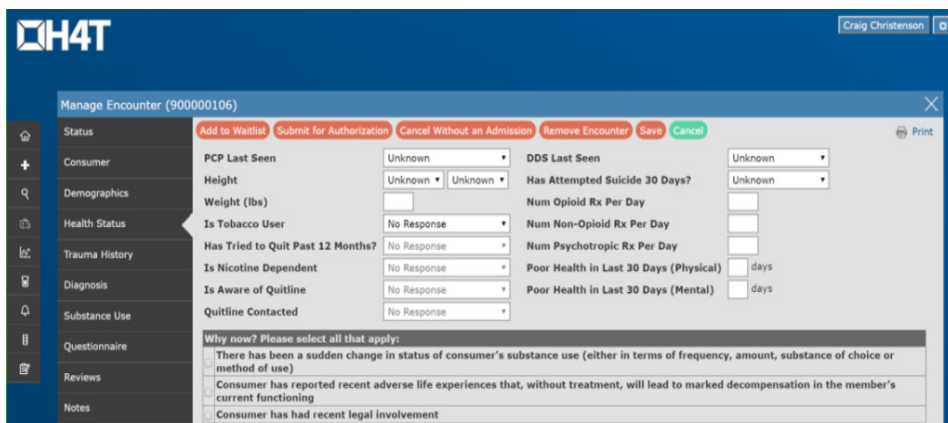 H4T
Craig Christenson
Manage Encounter (900000106)
Status
Consumer
Demographics
Health Status
Trauma History
Diagnosis
Substance Use
Questionnaire
Reviews
Notes
Add to Waitlist Submit for Authorization Cancel Without an Admission Remove Encounter Save Cancel
Print
PCP Last Seen Unknown DDS Last Seen Unknown
Height Unknown Unknown Has Attempted Suicide 30 Days? Unknown
Weight (lbs) Num Opioid Rx Per Day
Is Tobacco User No Response Num Non-Opioid Rx Per Day
Has Tried to Quit Past 12 Months? No Response Num Psychotropic Rx Per Day
Is Nicotine Dependent No Response Poor Health in Last 30 Days (Physical) days
Is Aware of Quitline No Response Poor Health in Last 30 Days (Mental) days
Quitline Contacted No Response
Why now? Please select all that apply:
There has been a sudden change in status of consumer's substance use (either in terms of frequency, amount, substance of choice or
method of use)
Consumer has reported recent adverse life experiences that, without treatment, will lead to marked decompensation in the member's
current functioning
Consumer has had recent legal involvement